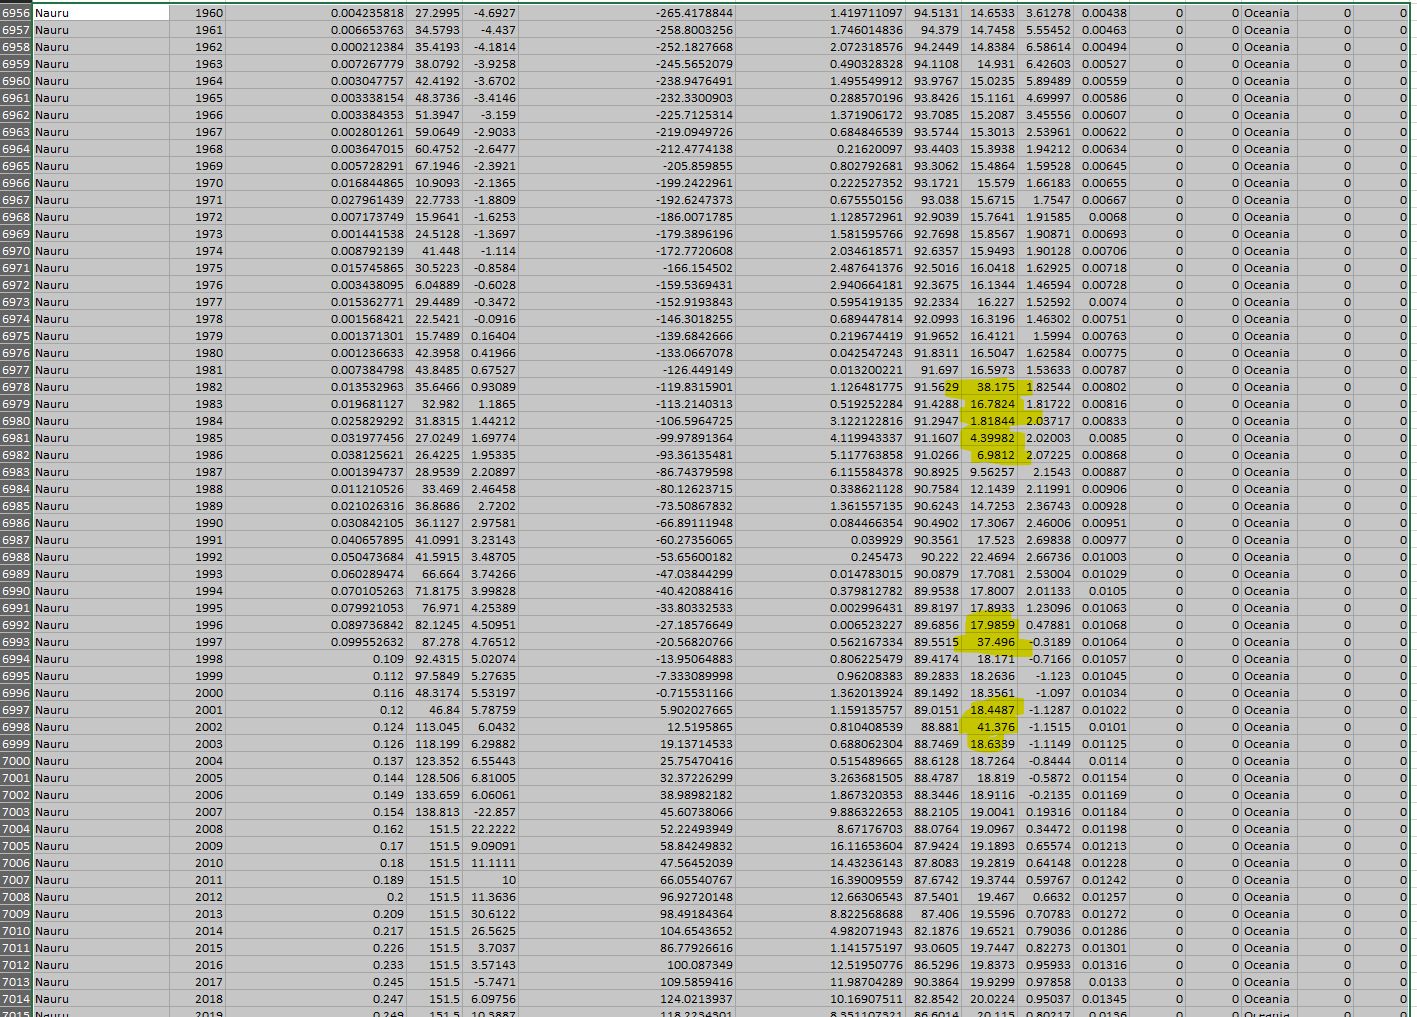 6956 Nauru 1960 0.004235818 27.2995 -4.6927 -265.4178844 1.419711097 94.5131 14.6533 3.61278 0.00438 0 0 Oceania 0 0
6957 Nauru 1961 0.006653763 34.5793 -4.437 -258.8003256 1.746014836 94.379 14.7458 5.55452 0.00463 0 0 Oceania 0 0
6958 Nauru 1962 0.000212384 35.4193 -4.1814 -252.1827668 2.072318576 94.2449 14.8384 6.58614 0.00494 0 0 Oceania 0 0
6959 Nauru 1963 0.007267779 38.0792 -3.9258 -245.5652079 0.490328328 94.1108 14.931 6.42603 0.00527 0 0 Oceania 0 0
6960 Nauru 1964 0.003047757 42.4192 -3.6702 -238.9476491 1.495549912 93.9767 15.0235 5.89489 0.00559 0 0 Oceania 0 0
6961 Nauru 1965 0.003338154 48.3736 -3.4146 -232.3300903 0.288570196 93.8426 15.1161 4.69997 0.00586 0 0 Oceania 0 0
6962 Nauru 1966 0.003384353 51.3947 -3.159 -225.7125314 1.371906172 93.7085 15.2087 3.45556 0.00607 0 0 Oceania 0 0
6963 Nauru 1967 0.002801261 59.0649 -2.9033 -219.0949726 0.684846539 93.5744 15.3013 2.53961 0.00622 0 0 Oceania 0 0
6964 Nauru 1968 0.003647015 60.4752 -2.6477 -212.4774138 0.21620097 93.4403 15.3938 1.94212 0.00634 0 0 Oceania 0 0
6965 Nauru 1969 0.005728291 67.1946 -2.3921 -205.859855 0.802792681 93.3062 15.4864 1.59528 0.00645 0 0 Oceania 0 0
6966 Nauru 1970 0.016844865 10.9093 -2.1365 -199.2422961 0.222527352 93.1721 15.579 1.66183 0.00655 0 0 Oceania 0 0
6967 Nauru 1971 0.027961439 22.7733 -1.8809 -192.6247373 0.675550156 93.038 15.6715 1.7547 0.00667 0 0 Oceania 0 0
6968 Nauru 1972 0.007173749 15.9641 -1.6253 -186.0071785 1.128572961 92.9039 15.7641 1.91585 0.0068 0 0 Oceania 0 0
6969 Nauru 1973 0.001441538 24.5128 -1.3697 -179.3896196 1.581595766 92.7698 15.8567 1.90871 0.00693 0 0 Oceania 0 0
6970 Nauru 1974 0.008792139 41.448 -1.114 -172.7720608 2.034618571 92.6357 15.9493 1.90128 0.00706 0 0 Oceania 0 0
6971 Nauru 1975 0.015745865 30.5223 -0.8584 -166.154502 2.487641376 92.5016 16.0418 1.62925 0.00718 0 0 Oceania 0 0
6972 Nauru 1976 0.003438095 6.04889 -0.6028 -159.5369431 2.940664181 92.3675 16.1344 1.46594 0.00728 0 0 Oceania 0 0
6973 Nauru 1977 0.015362771 29.4489 -0.3472 -152.9193843 0.595419135 92.2334 16.227 1.52592 0.0074 0 0 Oceania 0 0
6974 Nauru 1978 0.001568421 22.5421 -0.0916 -146.3018255 0.689447814 92.0993 16.3196 1.46302 0.00751 0 0 Oceania 0 0
6975 Nauru 1979 0.001371301 15.7489 0.16404 -139.6842666 0.219674419 91.9652 16.4121 1.5994 0.00763 0 0 Oceania 0 0
6976 Nauru 1980 0.001236633 42.3958 0.41966 -133.0667078 0.042547243 91.8311 16.5047 1.62584 0.00775 0 0 Oceania 0 0
6977 Nauru 1981 0.007384798 43.8485 0.67527 -126.449149 0.013200221 91.697 16.5973 1.53633 0.00787 0 0 Oceania 0 0
6978 Nauru 1982 0.013532963 35.6466 0.93089 -119.8315901 1.126481775 91.5629 38.175 1.82544 0.00802 0 0 Oceania 0 0
6979 Nauru 1983 0.019681127 32.982 1.1865 -113.2140313 0.519252284 91.4288 16.7824 1.81722 0.00816 0 0 Oceania 0 0
6980 Nauru 1984 0.025829292 31.8315 1.44212 -106.5964725 3.122122816 91.2947 1.81844 2.03717 0.00833 0 0 Oceania 0 0
6981 Nauru 1985 0.031977456 27.0249 1.69774 -99.97891364 4.119943337 91.1607 4.39982 2.02003 0.0085 0 0 Oceania 0 0
6982 Nauru 1986 0.038125621 26.4225 1.95335 -93.36135481 5.117763858 91.0266 6.9812 2.07225 0.00868 0 0 Oceania 0 0
6983 Nauru 1987 0.001394737 28.9539 2.20897 -86.74379598 6.115584378 90.8925 9.56257 2.1543 0.00887 0 0 Oceania 0 0
6984 Nauru 1988 0.011210526 33.469 2.46458 -80.12623715 0.338621128 90.7584 12.1439 2.11991 0.00906 0 0 Oceania 0 0
6985 Nauru 1989 0.021026316 36.8686 2.7202 -73.50867832 1.361557135 90.6243 14.7253 2.36743 0.00928 0 0 Oceania 0 0
6986 Nauru 1990 0.030842105 36.1127 2.97581 -66.89111948 0.084466354 90.4902 17.3067 2.46006 0.00951 0 0 Oceania 0 0
6987 Nauru 1991 0.040657895 41.0991 3.23143 -60.27356065 0.039929 90.3561 17.523 2.69838 0.00977 0 0 Oceania 0 0
6988 Nauru 1992 0.050473684 41.5915 3.48705 -53.65600182 0.245473 90.222 22.4694 2.66736 0.01003 0 0 Oceania 0 0
6989 Nauru 1993 0.060289474 66.664 3.74266 -47.03844299 0.014783015 90.0879 17.7081 2.53004 0.01029 0 0 Oceania 0 0
6990 Nauru 1994 0.070105263 71.8175 3.99828 -40.42088416 0.379812782 89.9538 17.8007 2.01133 0.0105 0 0 Oceania 0 0
6991 Nauru 1995 0.079921053 76.971 4.25389 -33.80332533 0.002996431 89.8197 17.8933 1.23096 0.01063 0 0 Oceania 0 0
6992 Nauru 1996 0.089736842 82.1245 4.50951 -27.18576649 0.006523227 89.6856 17.9859 0.47881 0.01068 0 0 Oceania 0 0
6993 Nauru 1997 0.099552632 87.278 4.76512 -20.56820766 0.562167334 89.5515 37.496 -0.3189 0.01064 0 0 Oceania 0 0
6994 Nauru 1998 0.109 92.4315 5.02074 -13.95064883 0.806225479 89.4174 18.171 -0.7166 0.01057 0 0 Oceania 0 0
6995 Nauru 1999 0.112 97.5849 5.27635 -7.333089998 0.96208383 89.2833 18.2636 -1.123 0.01045 0 0 Oceania 0 0
6996 Nauru 2000 0.116 48.3174 5.53197 -0.715531166 1.362013924 89.1492 18.3561 -1.097 0.01034 0 0 Oceania 0 0
6997 Nauru 2001 0.12 46.84 5.78759 5.902027665 1.159135757 89.0151 18.4487 -1.1287 0.01022 0 0 Oceania 0 0
6998 Nauru 2002 0.124 113.045 6.0432 12.5195865 0.810408539 88.881 41.376 -1.1515 0.0101 0 0 Oceania 0 0
6999 Nauru 2003 0.126 118.199 6.29882 19.13714533 0.688062304 88.7469 18.6339 -1.1149 0.01125 0 0 Oceania 0 0
7000 Nauru 2004 0.137 123.352 6.55443 25.75470416 0.515489665 88.6128 18.7264 -0.8444 0.0114 0 0 Oceania 0 0
7001 Nauru 2005 0.144 128.506 6.81005 32.37226299 3.263681505 88.4787 18.819 -0.5872 0.01154 0 0 Oceania 0 0
7002 Nauru 2006 0.149 133.659 6.06061 38.98982182 1.867320353 88.3446 18.9116 -0.2135 0.01169 0 0 Oceania 0 0
7003 Nauru 2007 0.154 138.813 -22.857 45.60738066 9.886322653 88.2105 19.0041 0.19316 0.01184 0 0 Oceania 0 0
7004 Nauru 2008 0.162 151.5 22.2222 52.22493949 8.67176703 88.0764 19.0967 0.34472 0.01198 0 0 Oceania 0 0
7005 Nauru 2009 0.17 151.5 9.09091 58.84249832 16.11653604 87.9424 19.1893 0.65574 0.01213 0 0 Oceania 0 0
7006 Nauru 2010 0.18 151.5 11.1111 47.56452039 14.43236143 87.8083 19.2819 0.64148 0.01228 0 0 Oceania 0 0
7007 Nauru 2011 0.189 151.5 10 66.05540767 16.39009559 87.6742 19.3744 0.59767 0.01242 0 0 Oceania 0 0
7008 Nauru 2012 0.2 151.5 11.3636 96.92720148 12.66306543 87.5401 19.467 0.6632 0.01257 0 0 Oceania 0 0
7009 Nauru 2013 0.209 151.5 30.6122 98.49184364 8.822568688 87.406 19.5596 0.70783 0.01272 0 0 Oceania 0 0
7010 Nauru 2014 0.217 151.5 26.5625 104.6543652 4.982071943 82.1876 19.6521 0.79036 0.01286 0 0 Oceania 0 0
7011 Nauru 2015 0.226 151.5 3.7037 86.77926616 1.141575197 93.0605 19.7447 0.82273 0.01301 0 0 Oceania 0 0
7012 Nauru 2016 0.233 151.5 3.57143 100.087349 12.51950776 86.5296 19.8373 0.95933 0.01316 0 0 Oceania 0 0
7013 Nauru 2017 0.245 151.5 -5.7471 109.5859416 11.98704289 90.3864 19.9299 0.97858 0.0133 0 0 Oceania 0 0
7014 Nauru 2018 0.247 151.5 6.09756 124.0213937 10.16907511 82.8542 20.0224 0.95037 0.01345 0 0 Oceania 0 0
7015 Nauru 2019 0.249 151.5 10.3887 118.2234301 8.351107321 86.6014 20.115 0.80217 0.0136 0 0 Oceania 0 0